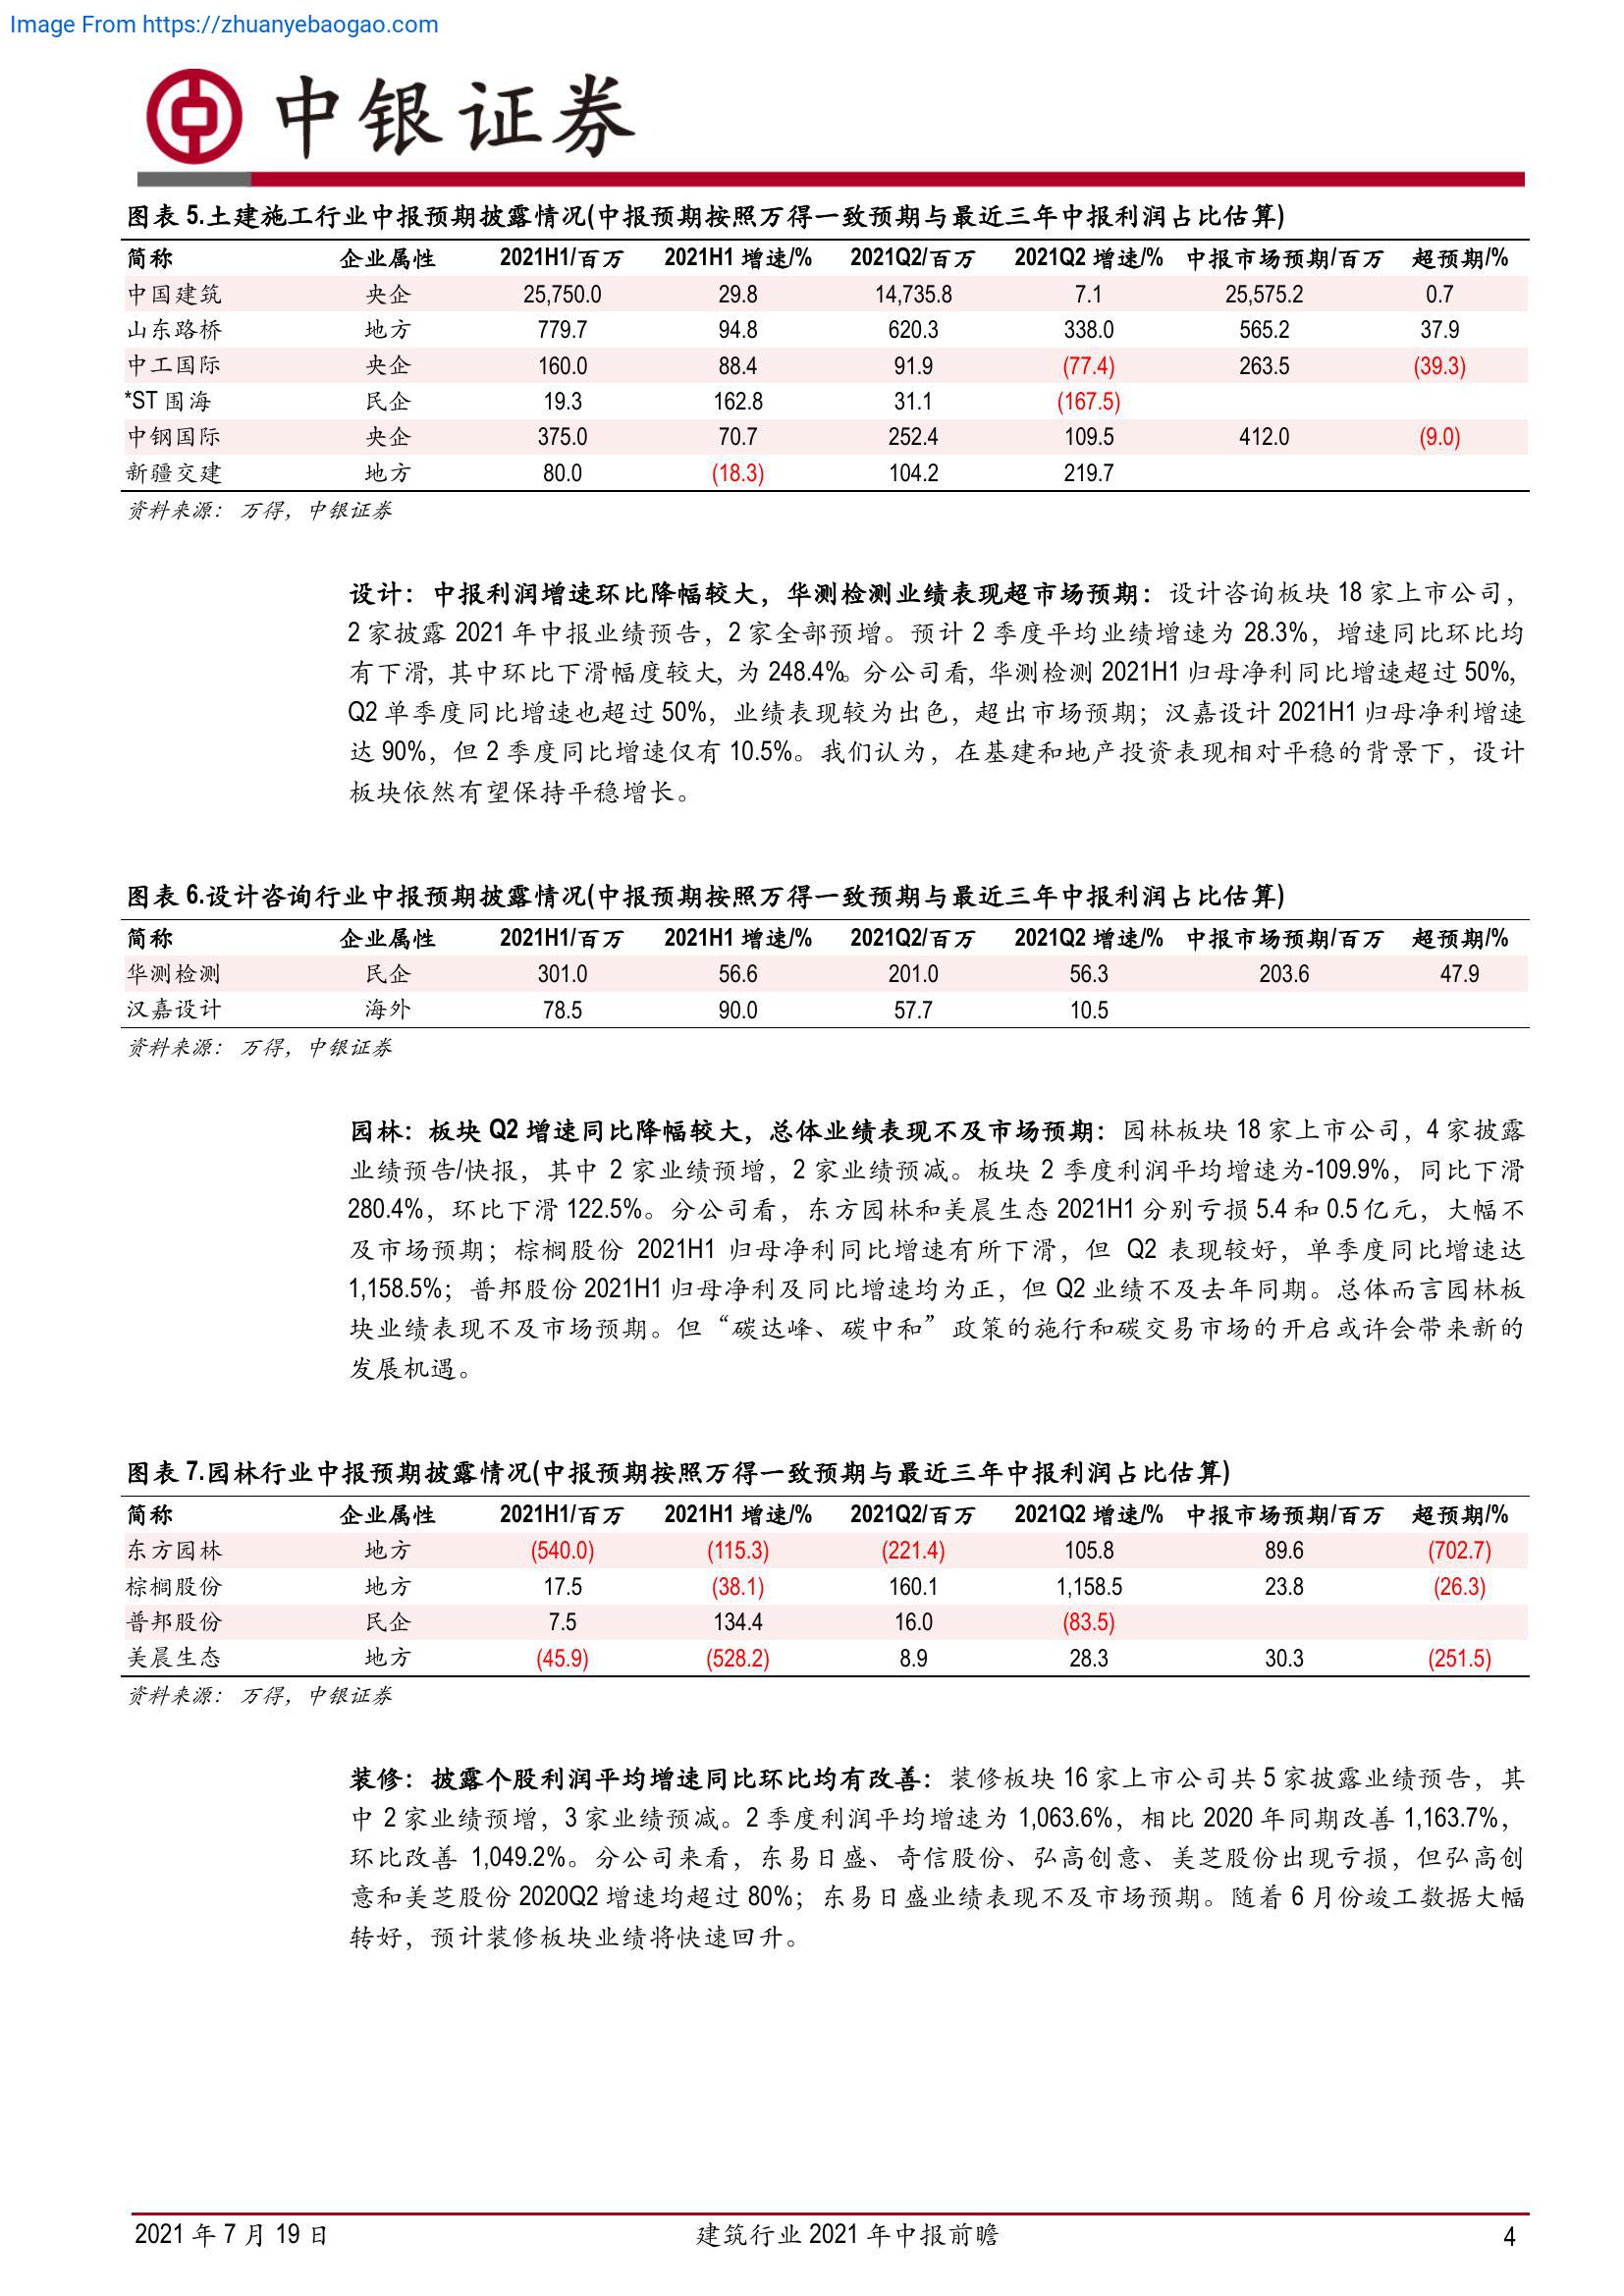 Image From https://zhuanyebaogao.com
中银证券
图表 5.土建施工行业中报预期披露情况(中报预期按照万得一致预期与最近三年中报利润占比估算)
简称 企业属性 2021H1/百万 2021H1 增速/% 2021Q2/百万 2021Q2 增速/% 中报市场预期/百万 超预期/%
中国建筑 央企 25,750.0 29.8 14,735.8 7.1 25,575.2 0.7
山东路桥 地方 779.7 94.8 620.3 338.0 565.2 37.9
中工国际 央企 160.0 88.4 91.9 (77.4) 263.5 (39.3)
*ST 围海 民企 19.3 162.8 31.1 (167.5)
中钢国际 央企 375.0 70.7 252.4 109.5 412.0 (9.0)
新疆交建 地方 80.0 (18.3) 104.2 219.7
资料来源：万得，中银证券
设计：中报利润增速环比降幅较大，华测检测业绩表现超市场预期：设计咨询板块 18 家上市公司，
2 家披露 2021 年中报业绩预告，2 家全部预增。预计 2 季度平均业绩增速为 28.3%，增速同比环比均
有下滑，其中环比下滑幅度较大，为 248.4%。分公司看，华测检测 2021H1 归母净利同比增速超过 50%，
Q2 单季度同比增速也超过 50%，业绩表现较为出色，超出市场预期；汉嘉设计 2021H1 归母净利增速
达 90%，但 2 季度同比增速仅有 10.5%。我们认为，在基建和地产投资表现相对平稳的背景下，设计
板块依然有望保持平稳增长。
图表 6.设计咨询行业中报预期披露情况(中报预期按照万得一致预期与最近三年中报利润占比估算)
简称 企业属性 2021H1/百万 2021H1 增速/% 2021Q2/百万 2021Q2 增速/% 中报市场预期/百万 超预期/%
华测检测 民企 301.0 56.6 201.0 56.3 203.6 47.9
汉嘉设计 海外 78.5 90.0 57.7 10.5
资料来源：万得，中银证券
园林：板块 Q2 增速同比降幅较大，总体业绩表现不及市场预期：园林板块 18 家上市公司，4 家披露
业绩预告/快报，其中 2 家业绩预增，2 家业绩预减。板块 2 季度利润平均增速为-109.9%，同比下滑
280.4%，环比下滑 122.5%。分公司看，东方园林和美晨生态 2021H1 分别亏损 5.4 和 0.5 亿元，大幅不
及市场预期；棕榈股份 2021H1 归母净利同比增速有所下滑，但 Q2 表现较好，单季度同比增速达
1,158.5%；普邦股份 2021H1 归母净利及同比增速均为正，但 Q2 业绩不及去年同期。总体而言园林板
块业绩表现不及市场预期。但“碳达峰、碳中和”政策的施行和碳交易市场的开启或许会带来新的
发展机遇。
图表 7.园林行业中报预期披露情况(中报预期按照万得一致预期与最近三年中报利润占比估算)
简称 企业属性 2021H1/百万 2021H1 增速/% 2021Q2/百万 2021Q2 增速/% 中报市场预期/百万 超预期/%
东方园林 地方 (540.0) (115.3) (221.4) 105.8 89.6 (702.7)
棕榈股份 地方 17.5 (38.1) 160.1 1,158.5 23.8 (26.3)
普邦股份 民企 7.5 134.4 16.0 (83.5)
美晨生态 地方 (45.9) (528.2) 8.9 28.3 30.3 (251.5)
资料来源：万得，中银证券
装修：披露个股利润平均增速同比环比均有改善：装修板块 16 家上市公司共 5 家披露业绩预告，其
中 2 家业绩预增，3 家业绩预减。2 季度利润平均增速为 1,063.6%，相比 2020 年同期改善 1,163.7%，
环比改善 1,049.2%。分公司来看，东易日盛、奇信股份、弘高创意、美芝股份出现亏损，但弘高创
意和美芝股份 2020Q2 增速均超过 80%；东易日盛业绩表现不及市场预期。随着 6 月份竣工数据大幅
转好，预计装修板块业绩将快速回升。
2021 年 7 月 19 日 建筑行业 2021 年中报前瞻 4